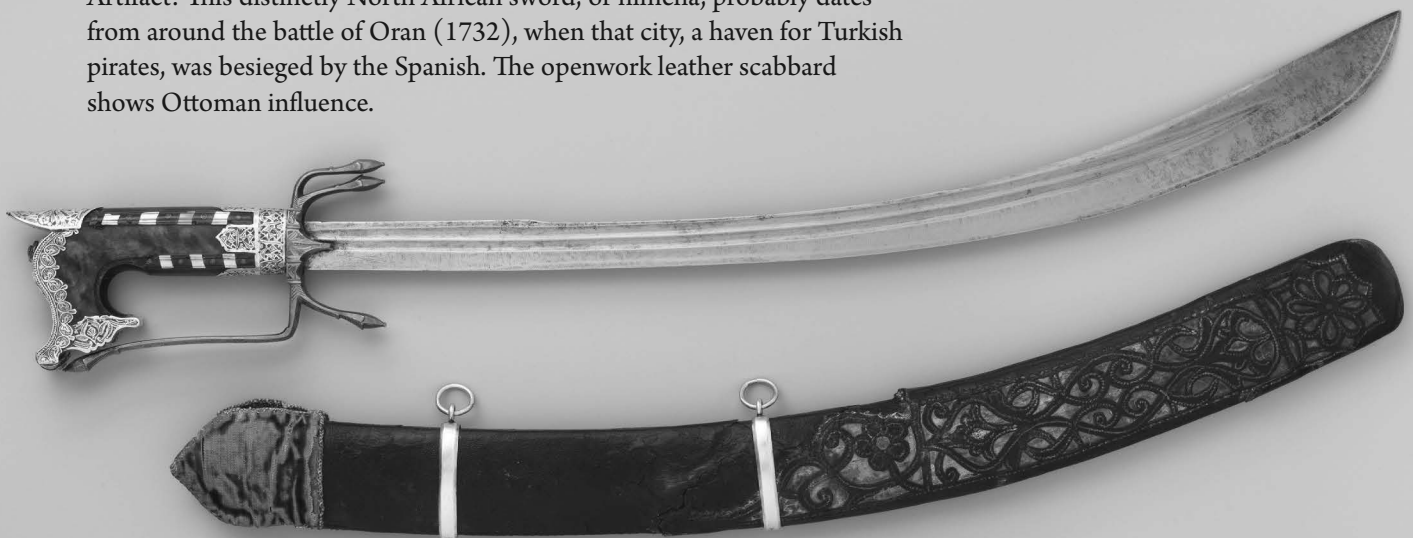 Artifact: This distinctly North African sword, or nimcha, probably dates
from around the battle of Oran (1732), when that city, a haven for Turkish
pirates, was besieged by the Spanish. The openwork leather scabbard
shows Ottoman influence.